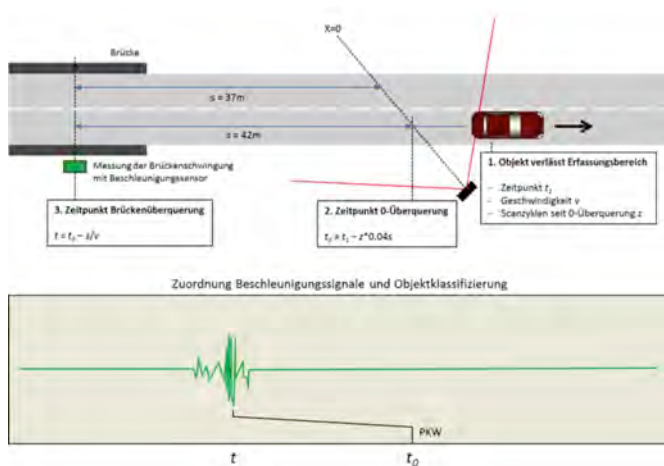 X=0
Brücke
s = 37m
s = 42m
Messung der Brückenschwingung
mit Beschleunigungssensor
1. Objekt verlässt Erfassungsbereich
– Zeitpunkt t₁
– Geschwindigkeit v
– Scanzyklen seit 0-Überquerung z
3. Zeitpunkt Brückenüberquerung
t = t₀ – s/v
2. Zeitpunkt 0-Überquerung
t₀ = t₁ – z*0.04s
Zuordnung Beschleunigungssignale und Objektklassifizierung
PKW
t
t₀